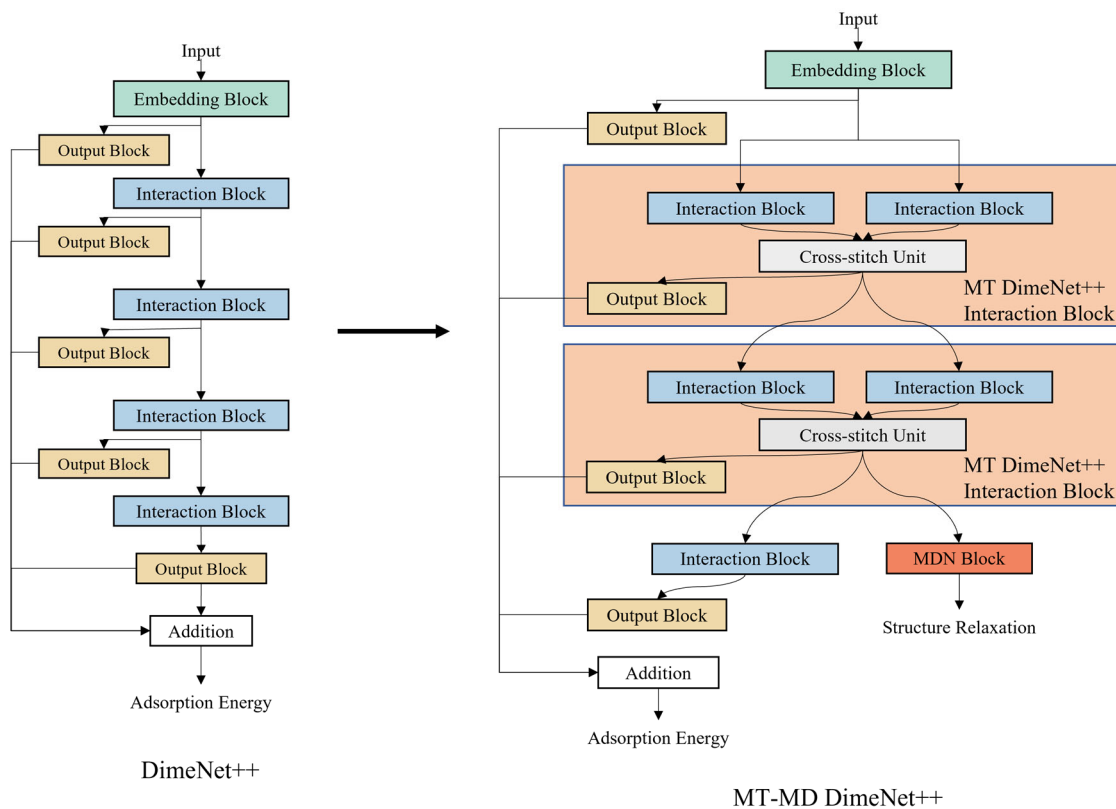 Input
Embedding Block
Output Block
Interaction Block
Output Block
Interaction Block
Output Block
Interaction Block
Output Block
Interaction Block
Output Block
Addition
Adsorption Energy
DimeNet++
Input
Embedding Block
Output Block
Interaction Block
Interaction Block
Cross-stitch Unit
Output Block
MT DimeNet++
Interaction Block
Interaction Block
Interaction Block
Cross-stitch Unit
Output Block
MT DimeNet++
Interaction Block
Interaction Block
MDN Block
Output Block
Structure Relaxation
Addition
Adsorption Energy
MT-MD DimeNet++